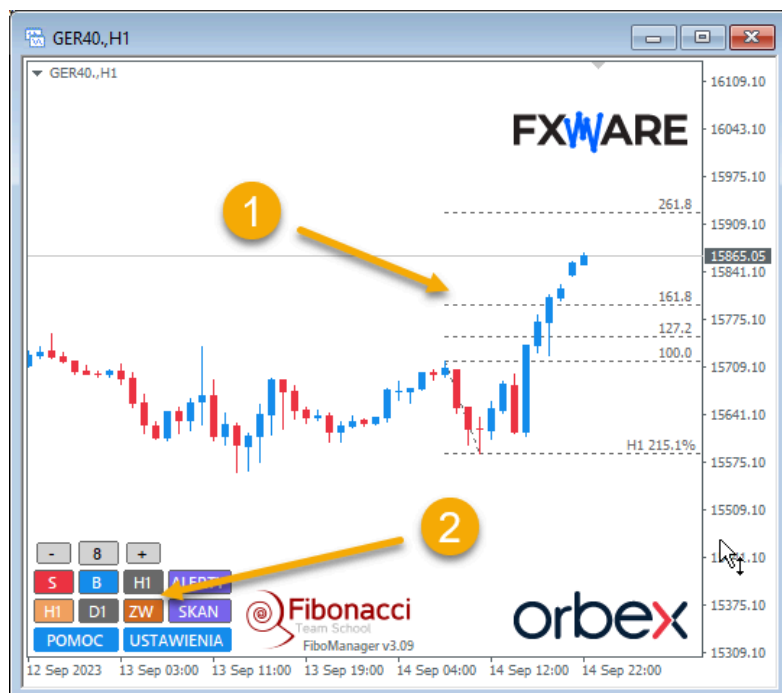 GER40.,H1
GER40.,H1
16109.10
FXWARE
16043.10
1
15975.10
261.8
15909.10
15865.05
15841.10
161.8
15775.10
127.2
100.0
15709.10
15641.10
H1 215.1%
15575.10
15509.10
2
- 8 +
S B H1
H1 D1 ZW SKAN
POMOC USTAWIENIA
Fibonacci
Team School
FiboManager v3.09
orbex
15375.10
15309.10
12 Sep 2023 13 Sep 03:00 13 Sep 11:00 13 Sep 19:00 14 Sep 04:00 14 Sep 12:00 14 Sep 22:00